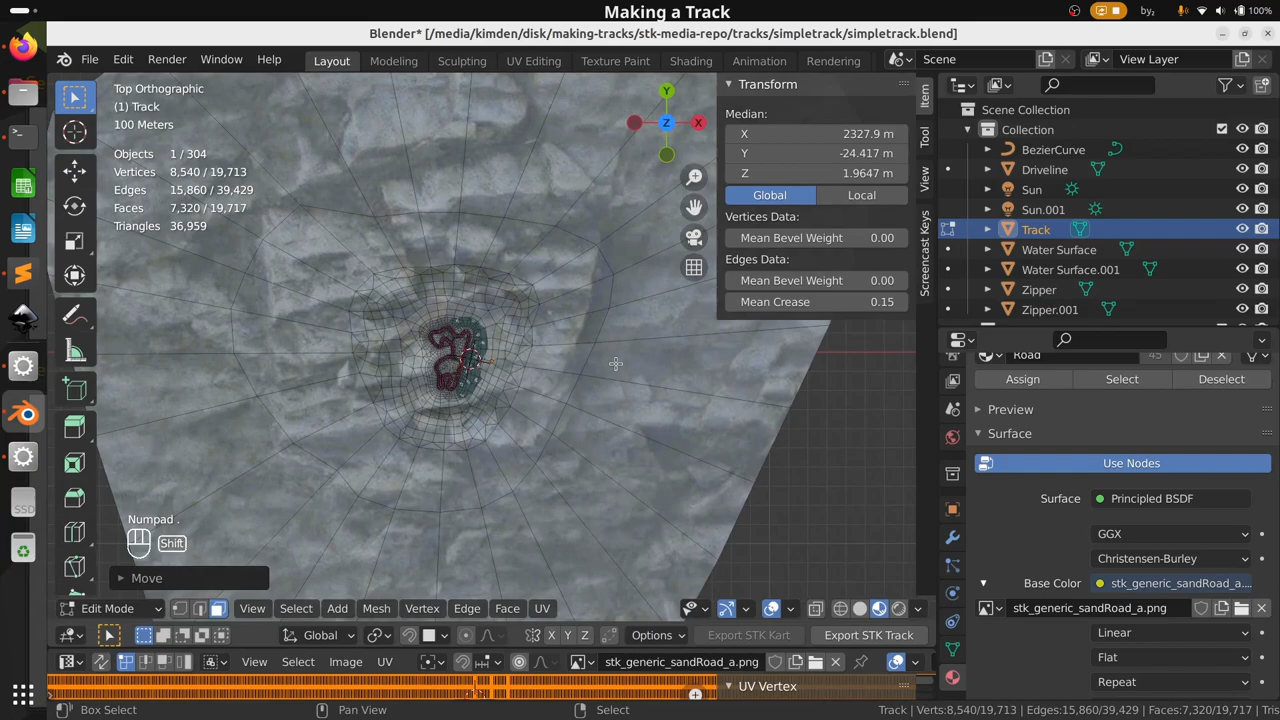 Making a Track
by₂
100%
Blender* [/media/kimden/disk/making-tracks/stk-media-repo/tracks/simpletrack/simpletrack.blend]
File Edit Render Window Help
Layout Modeling Sculpting UV Editing Texture Paint Shading Animation Rendering
Scene
View Layer
Top Orthographic
(1) Track
100 Meters
Objects 1 / 304
Vertices 8,540 / 19,713
Edges 15,860 / 39,429
Faces 7,320 / 19,717
Triangles 36,959
Y
X
Z
Transform
Median:
X 2327.9 m
Y -24.417 m
Z 1.9647 m
Global Local
Vertices Data:
Mean Bevel Weight 0.00
Edges Data:
Mean Bevel Weight 0.00
Mean Crease 0.15
Item
Tool
View
Screencast Keys
Scene Collection
Collection
BezierCurve
Driveline
Sun
Sun.001
Track
Water Surface
Water Surface.001
Zipper
Zipper.001
Road 45
Assign Select Deselect
Preview
Surface
Use Nodes
Surface Principled BSDF
GGX
Christensen-Burley
Base Color stk_generic_sandRoad_a....
stk_generic_sandRoad_a.png
Linear
Flat
Repeat
Numpad .
Shift
Move
SSD
Edit Mode View Select Add Mesh Vertex Edge Face UV
Global X Y Z Options Export STK Kart Export STK Track
View Select Image UV stk_generic_sandRoad_a.png
UV Vertex
Box Select Pan View Select Track | Verts:8,540/19,713 | Edges:15,860/39,429 | Faces:7,320/19,717 | Tris